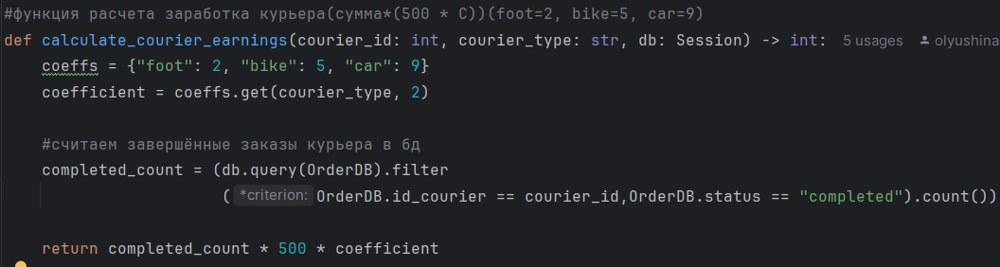 #функция расчета заработка курьера(сумма*(500 * C))(foot=2, bike=5, car=9)
def calculate_courier_earnings(courier_id: int, courier_type: str, db: Session) -> int: 5 usages olyushina
coeffs = {"foot": 2, "bike": 5, "car": 9}
coefficient = coeffs.get(courier_type, 2)
#считаем завершённые заказы курьера в бд
completed_count = (db.query(OrderDB).filter
( *criterion: OrderDB.id_courier == courier_id,OrderDB.status == "completed").count())
return completed_count * 500 * coefficient